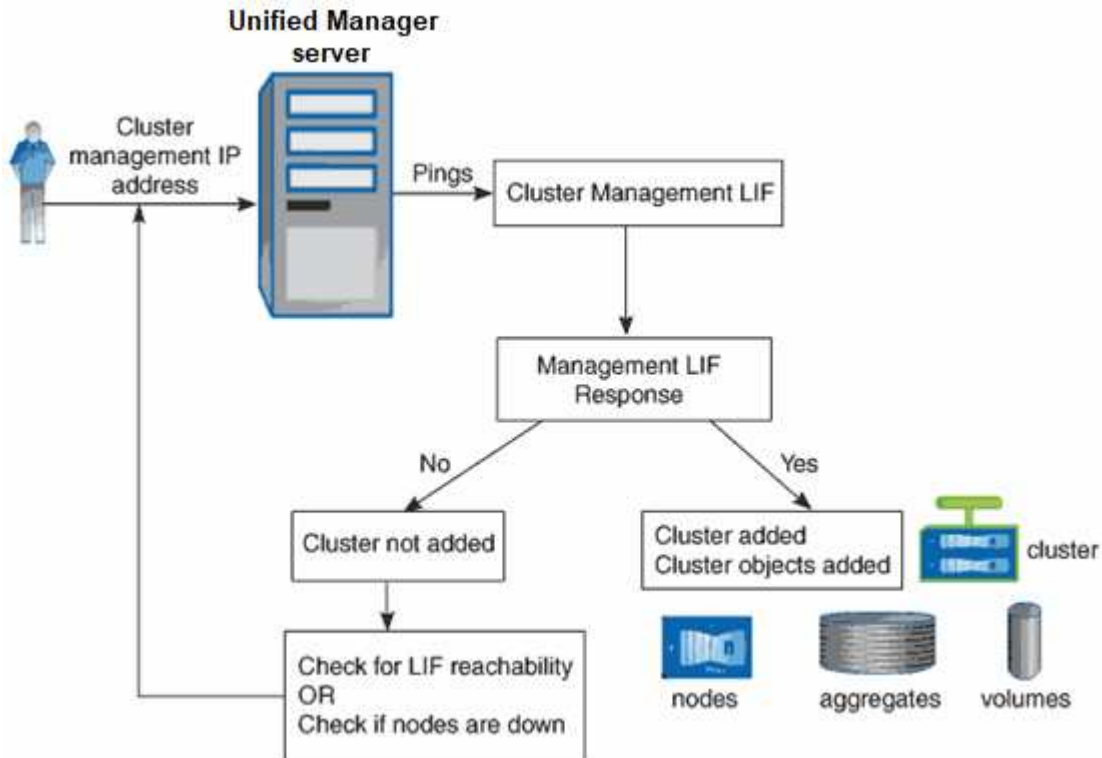 Unified Manager
server
Cluster
management IP
address
Pings
Cluster Management LIF
Management LIF
Response
No
Yes
Cluster not added
Cluster added
Cluster objects added
cluster
Check for LIF reachability
OR
Check if nodes are down
nodes
aggregates
volumes